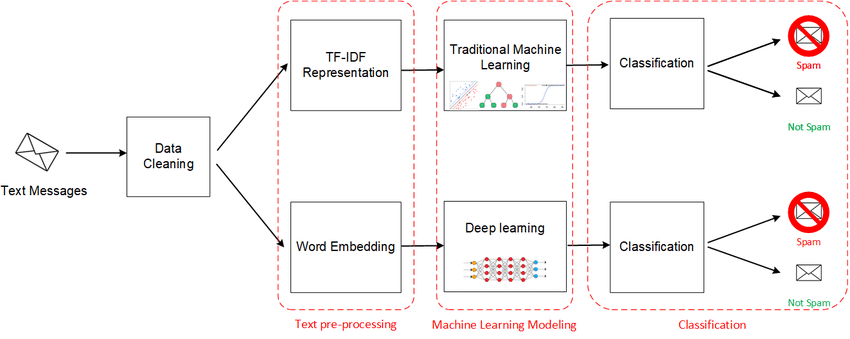 Text Messages
Data
Cleaning
TF-IDF
Representation
Traditional Machine
Learning
Classification
Spam
Not Spam
Word Embedding
Deep learning
Classification
Spam
Not Spam
Text pre-processing
Machine Learning Modeling
Classification